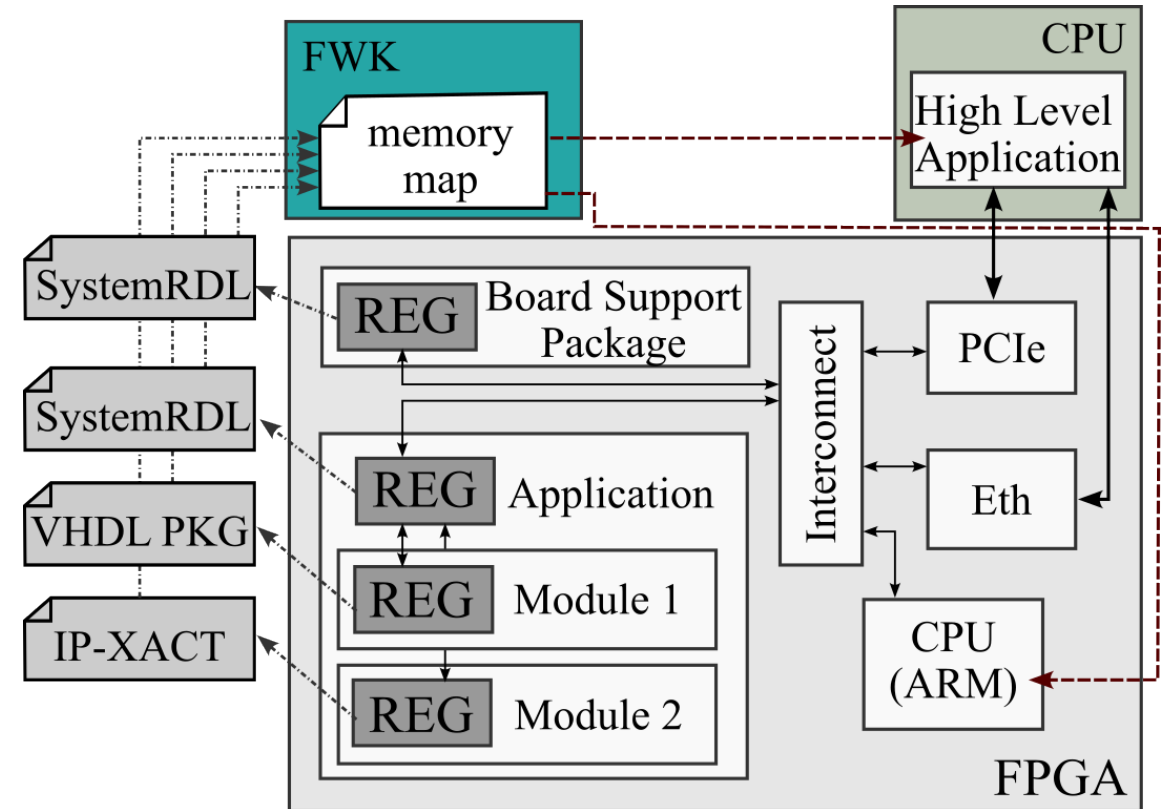 FWK
memory
map
CPU
High Level
Application
SystemRDL
SystemRDL
VHDL PKG
IP-XACT
REG
Board Support
Package
REG
Application
REG
Module 1
REG
Module 2
Interconnect
PCIe
Eth
CPU
(ARM)
FPGA